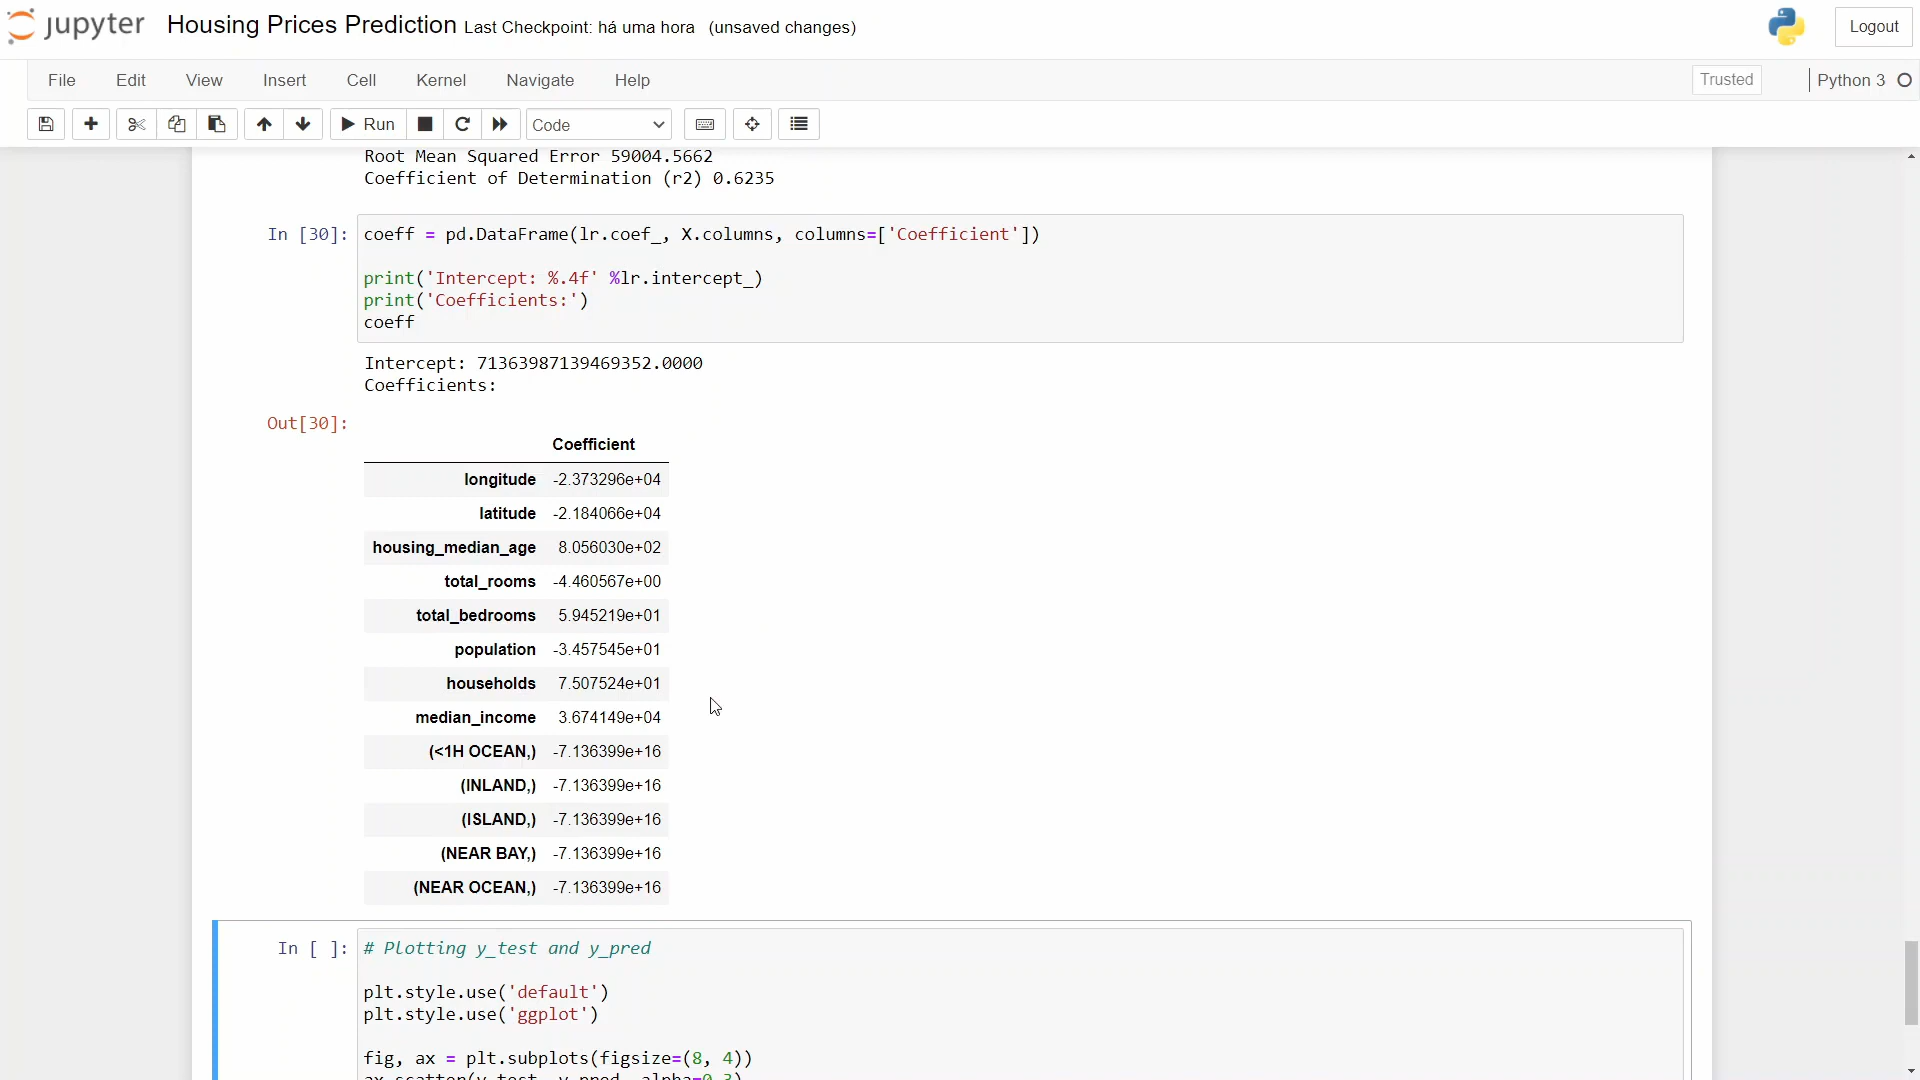 jupyter Housing Prices Prediction Last Checkpoint: há uma hora (unsaved changes) Logout
File Edit View Insert Cell Kernel Navigate Help Trusted Python 3
Run Code
Root Mean Squared Error 59004.5662
Coefficient of Determination (r2) 0.6235
In [30]: coeff = pd.DataFrame(lr.coef_, X.columns, columns=['Coefficient'])
print('Intercept: %.4f' %lr.intercept_)
print('Coefficients:')
coeff
Intercept: 71363987139469352.0000
Coefficients:
Out[30]:
Coefficient
longitude -2.373296e+04
latitude -2.184066e+04
housing_median_age 8.056030e+02
total_rooms -4.460567e+00
total_bedrooms 5.945219e+01
population -3.457545e+01
households 7.507524e+01
median_income 3.674149e+04
(<1H OCEAN,) -7.136399e+16
(INLAND,) -7.136399e+16
(ISLAND,) -7.136399e+16
(NEAR BAY,) -7.136399e+16
(NEAR OCEAN,) -7.136399e+16
In [ ]: # Plotting y_test and y_pred
plt.style.use('default')
plt.style.use('ggplot')
fig, ax = plt.subplots(figsize=(8, 4))
ax.scatter(y_test, y_pred, alpha=0.3)